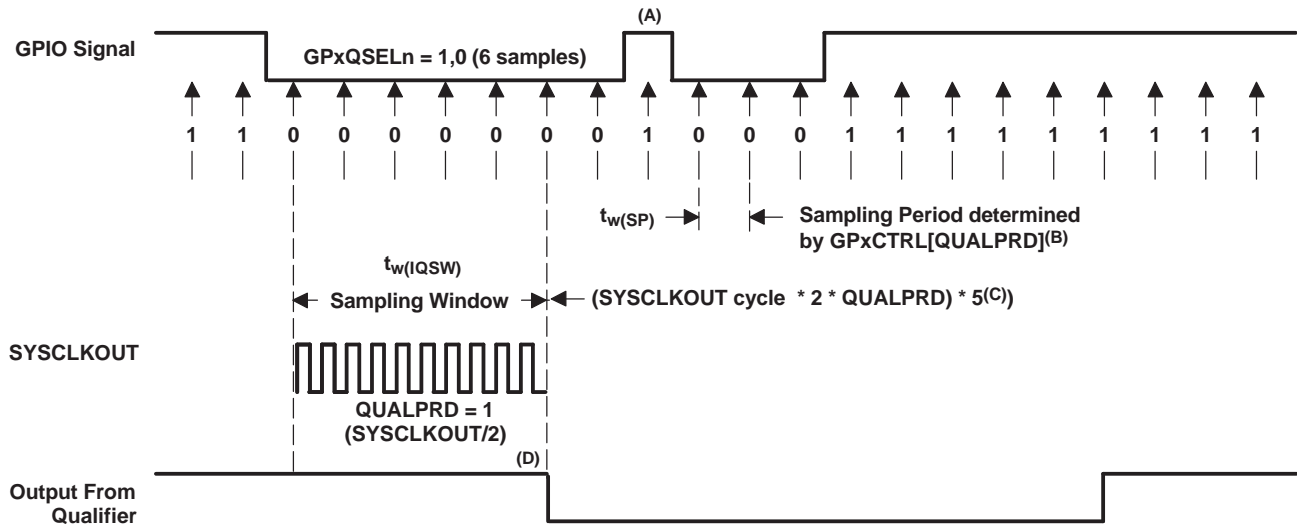 (A)
GPIO Signal
GPxQSELn = 1,0 (6 samples)
1 1 0 0 0 0 0 0 0 1 0 0 0 1 1 1 1 1 1 1 1 1
tw(SP)
Sampling Period determined
by GPxCTRL[QUALPRD](B)
tw(IQSW)
Sampling Window
(SYSCLKOUT cycle * 2 * QUALPRD) * 5(C))
SYSCLKOUT
QUALPRD = 1
(SYSCLKOUT/2)
(D)
Output From
Qualifier